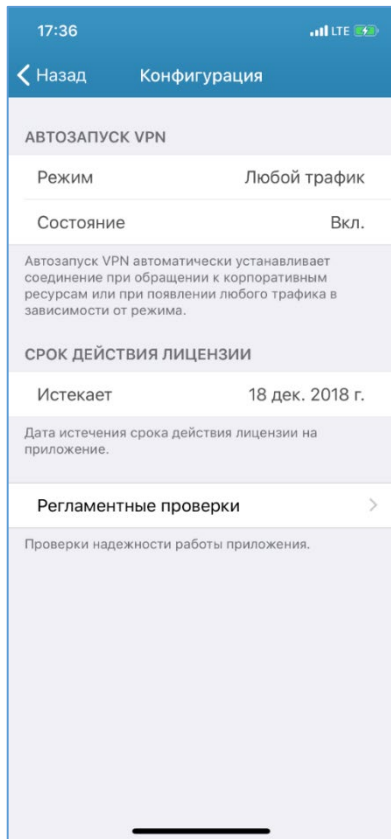 17:36 LTE
Назад Конфигурация
АВТОЗАПУСК VPN
Режим Любой трафик
Состояние Вкл.
Автозапуск VPN автоматически устанавливает
соединение при обращении к корпоративным
ресурсам или при появлении любого трафика в
зависимости от режима.
СРОК ДЕЙСТВИЯ ЛИЦЕНЗИИ
Истекает 18 дек. 2018 г.
Дата истечения срока действия лицензии на
приложение.
Регламентные проверки
Проверки надежности работы приложения.